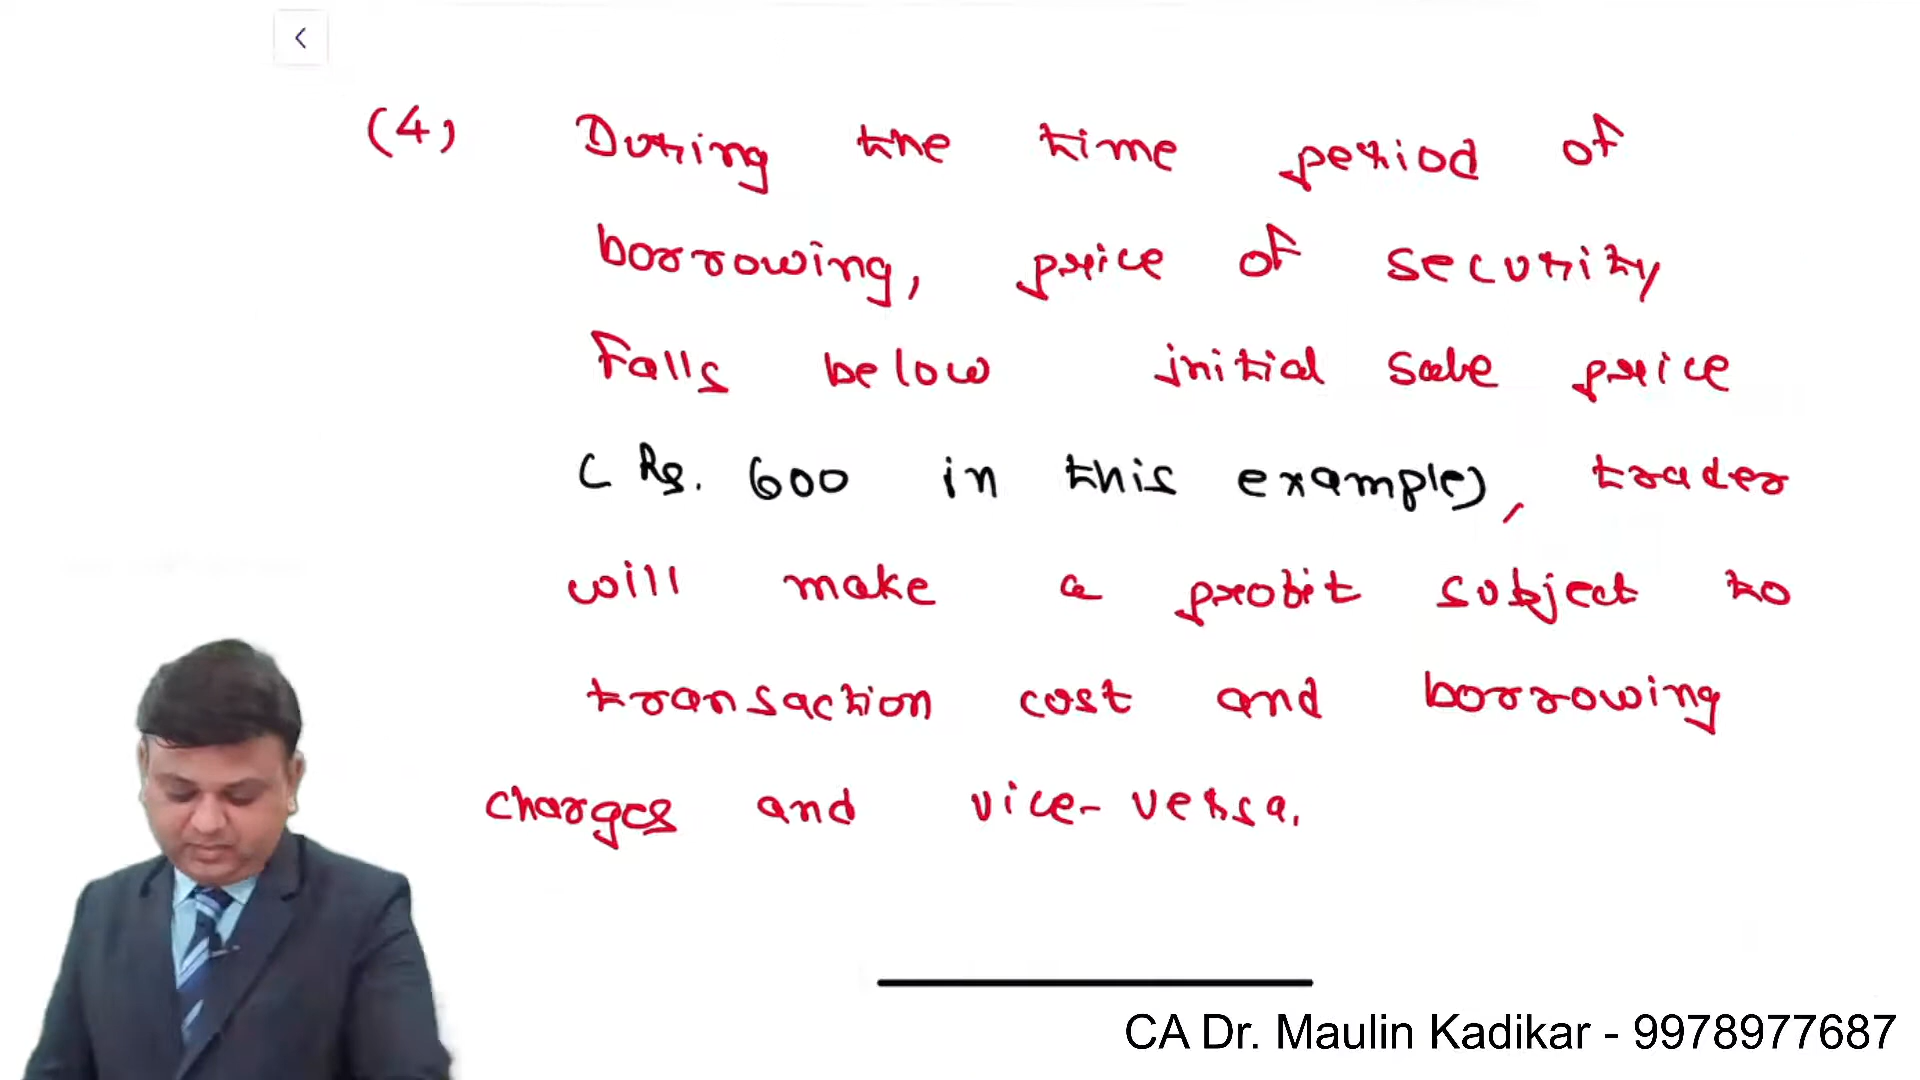 (4) During the time period of
borrowing, price of security
falls below initial sale price
( Rs. 600 in this example), trader
will make a profit subject to
transaction cost and borrowing
charges and vice-versa.
CA Dr. Maulin Kadikar - 9978977687